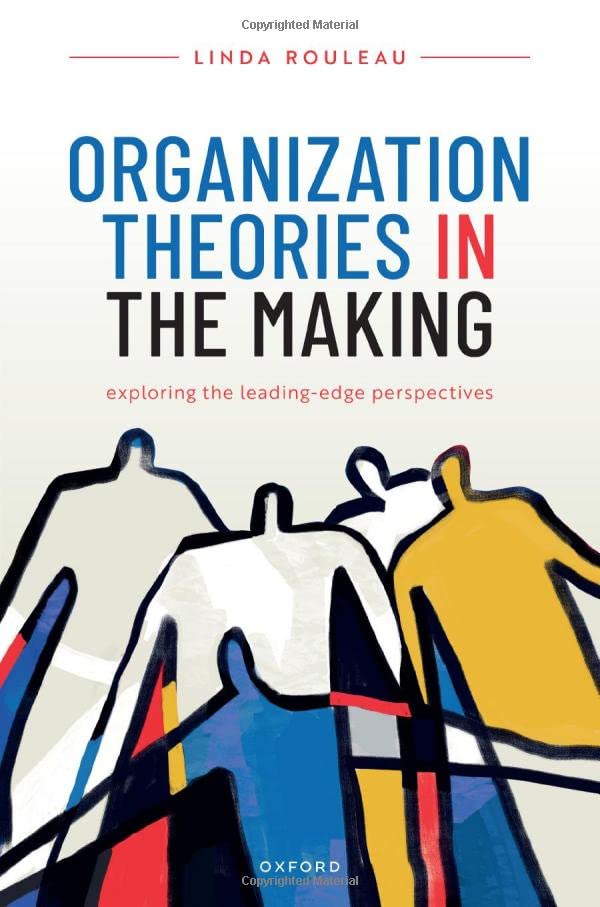 Copyrighted Material
LINDA ROULEAU
ORGANIZATION
THEORIES IN
THE MAKING
exploring the leading-edge perspectives
OXFORD
Copyrighted Material